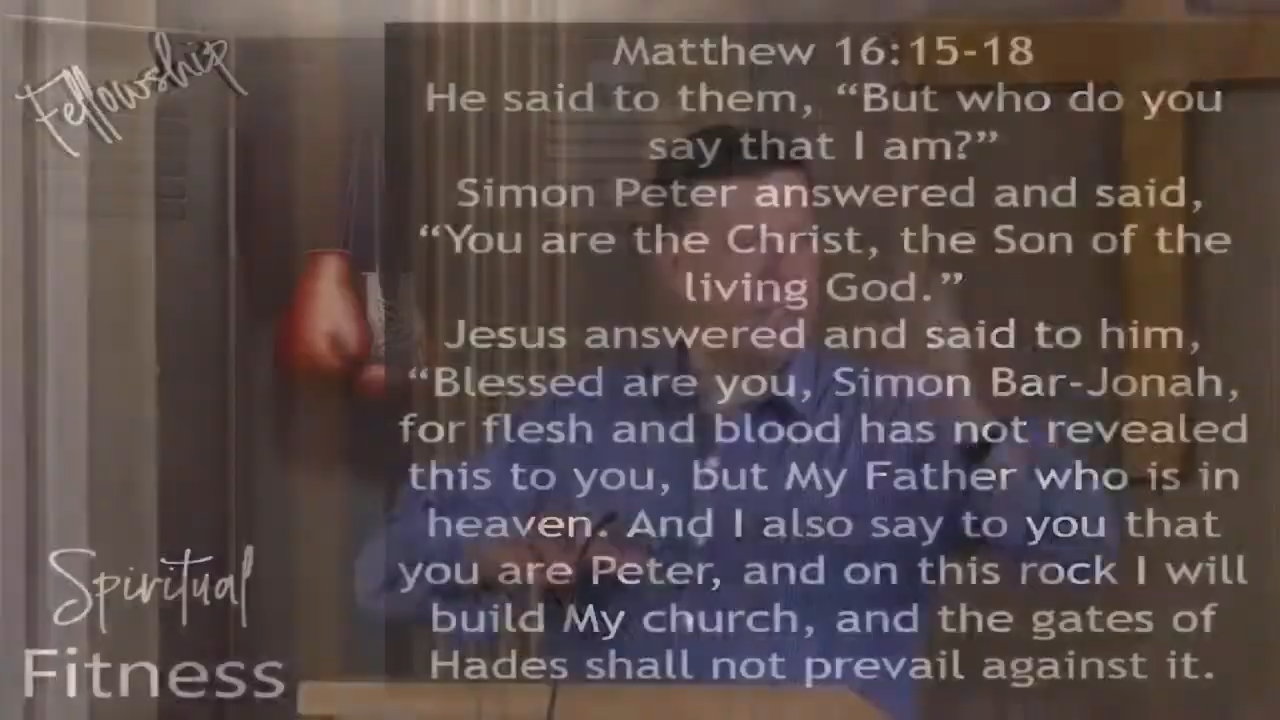 Fellowship
Matthew 16:15-18
He said to them, “But who do you
say that I am?”
Simon Peter answered and said,
“You are the Christ, the Son of the
living God.”
Jesus answered and said to him,
“Blessed are you, Simon Bar-Jonah,
for flesh and blood has not revealed
this to you, but My Father who is in
heaven. And I also say to you that
you are Peter, and on this rock I will
build My church, and the gates of
Hades shall not prevail against it.
Spiritual
Fitness